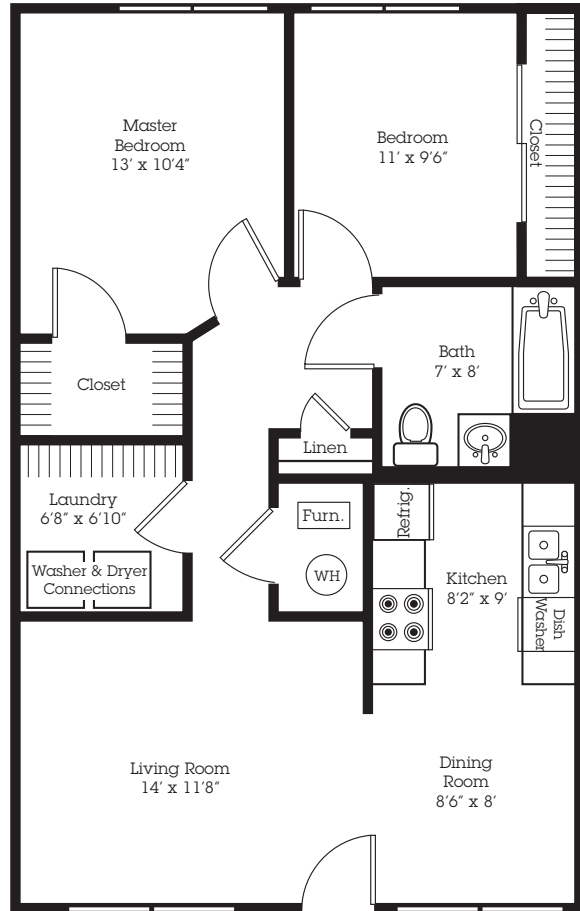 Master
Bedroom
13’ x 10’4”
Bedroom
11’ x 9’6”
Closet
Closet
Bath
7’ x 8’
Linen
Laundry
6’8” x 6’10”
Washer & Dryer
Connections
Furn.
WH
Refrig.
Kitchen
8’2” x 9’
Dish
Washer
Living Room
14’ x 11’8”
Dining
Room
8’6” x 8’